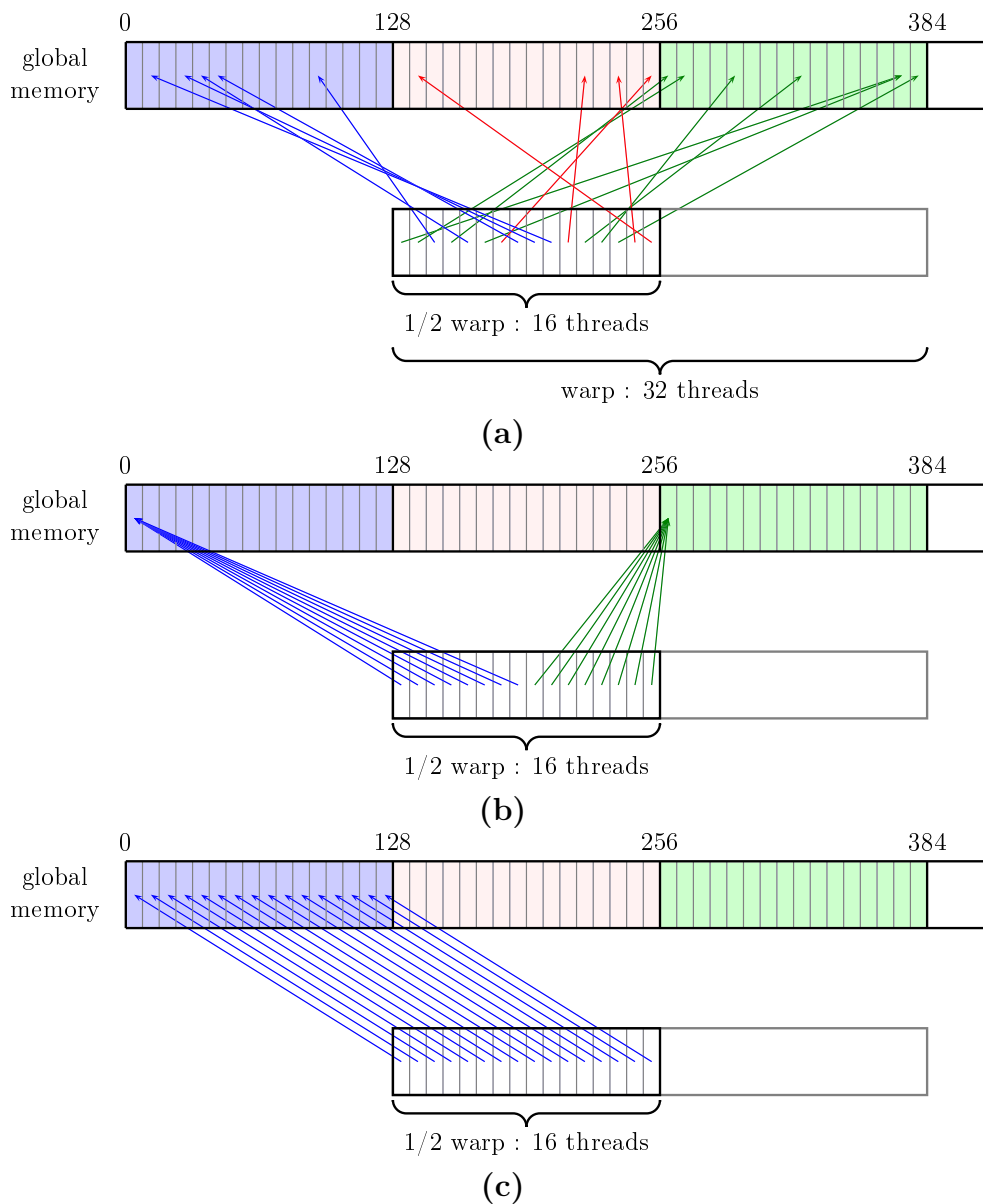 0 128 256 384
global
memory
1/2 warp : 16 threads
warp : 32 threads
(a)
0 128 256 384
global
memory
1/2 warp : 16 threads
(b)
0 128 256 384
global
memory
1/2 warp : 16 threads
(c)